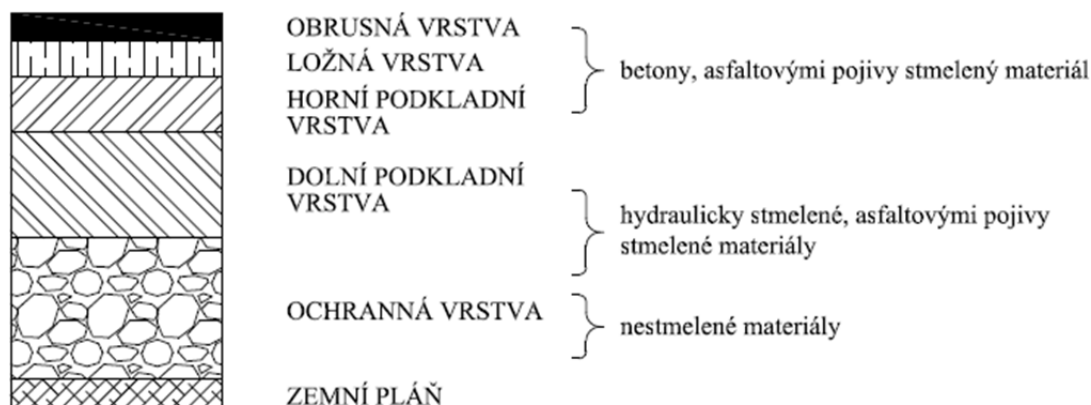 OBRUSNÁ VRSTVA
LOŽNÁ VRSTVA
HORNÍ PODKLADNÍ
VRSTVA
betony, asfaltovými pojivy stmelený materiál
DOLNÍ PODKLADNÍ
VRSTVA
hydraulicky stmelené, asfaltovými pojivy
stmelené materiály
OCHRANNÁ VRSTVA
nestmelené materiály
ZEMNÍ PLÁŇ